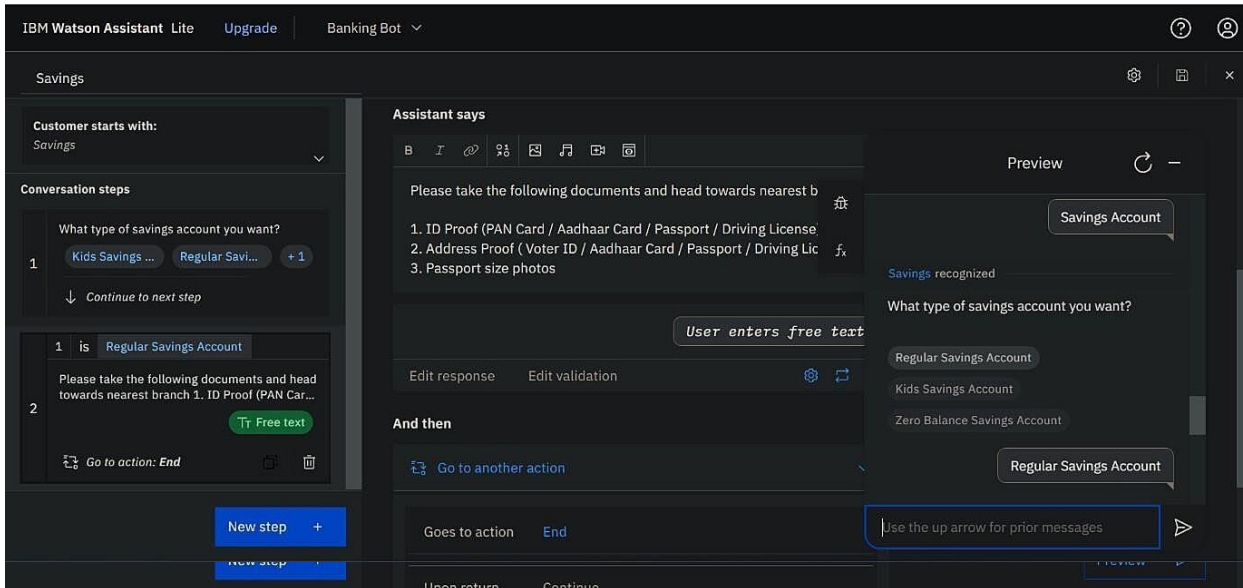 IBM Watson Assistant Lite Upgrade Banking Bot
Savings
Customer starts with:
Savings
Conversation steps
1
What type of savings account you want?
Kids Savings ... Regular Savi... + 1
Continue to next step
1 is Regular Savings Account
2
Please take the following documents and head
towards nearest branch 1. ID Proof (PAN Car...
Free text
Go to action: End
New step +
New step
Assistant says
B I
Please take the following documents and head towards nearest b
1. ID Proof (PAN Card / Aadhaar Card / Passport / Driving License)
2. Address Proof ( Voter ID / Aadhaar Card / Passport / Driving Lic
3. Passport size photos
User enters free text
Edit response Edit validation
And then
Go to another action
Goes to action End
Upon return Continue
Preview
Savings Account
Savings recognized
What type of savings account you want?
Regular Savings Account
Kids Savings Account
Zero Balance Savings Account
Regular Savings Account
Use the up arrow for prior messages
Preview